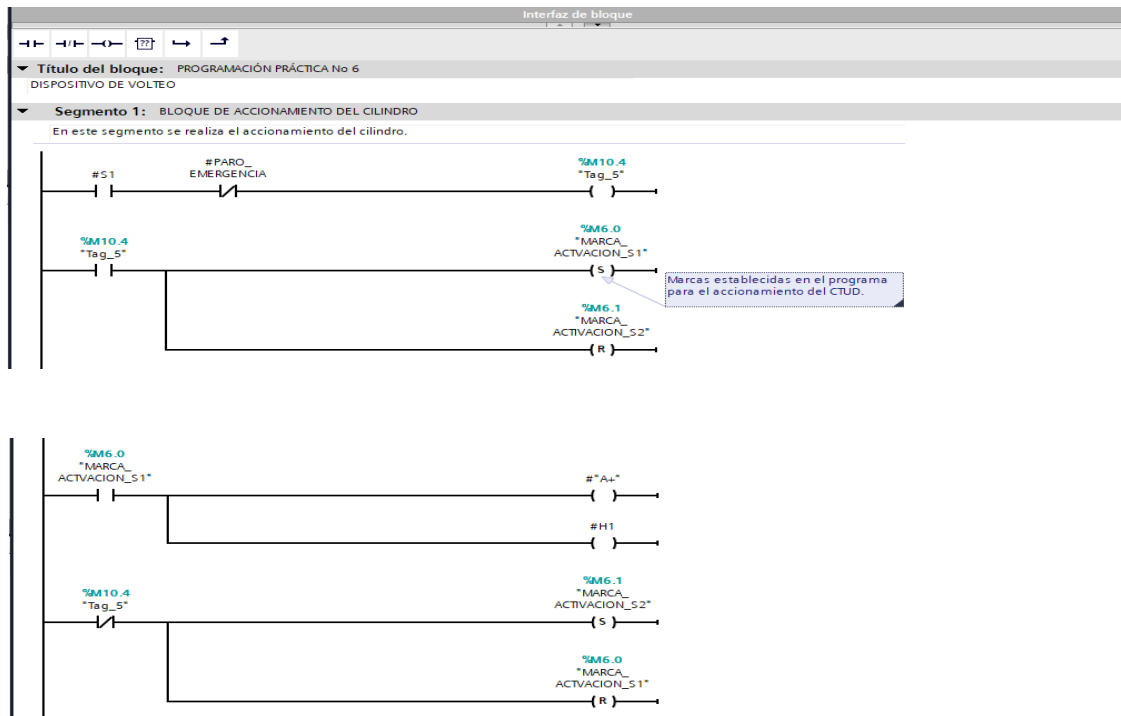 Interfaz de bloque
??
Título del bloque: PROGRAMACIÓN PRÁCTICA No 6
DISPOSITIVO DE VOLTEO
Segmento 1: BLOQUE DE ACCIONAMIENTO DEL CILINDRO
En este segmento se realiza el accionamiento del cilindro.
#S1
#PARO_
EMERGENCIA
%M10.4
"Tag_5"
%M10.4
"Tag_5"
%M6.0
"MARCA_
ACTVACION_S1"
S
Marcas establecidas en el programa
para el accionamiento del CTUD.
%M6.1
"MARCA_
ACTIVACION_S2"
R
%M6.0
"MARCA_
ACTVACION_S1"
#"A+"
#H1
%M10.4
"Tag_5"
%M6.1
"MARCA_
ACTIVACION_S2"
S
%M6.0
"MARCA_
ACTVACION_S1"
R